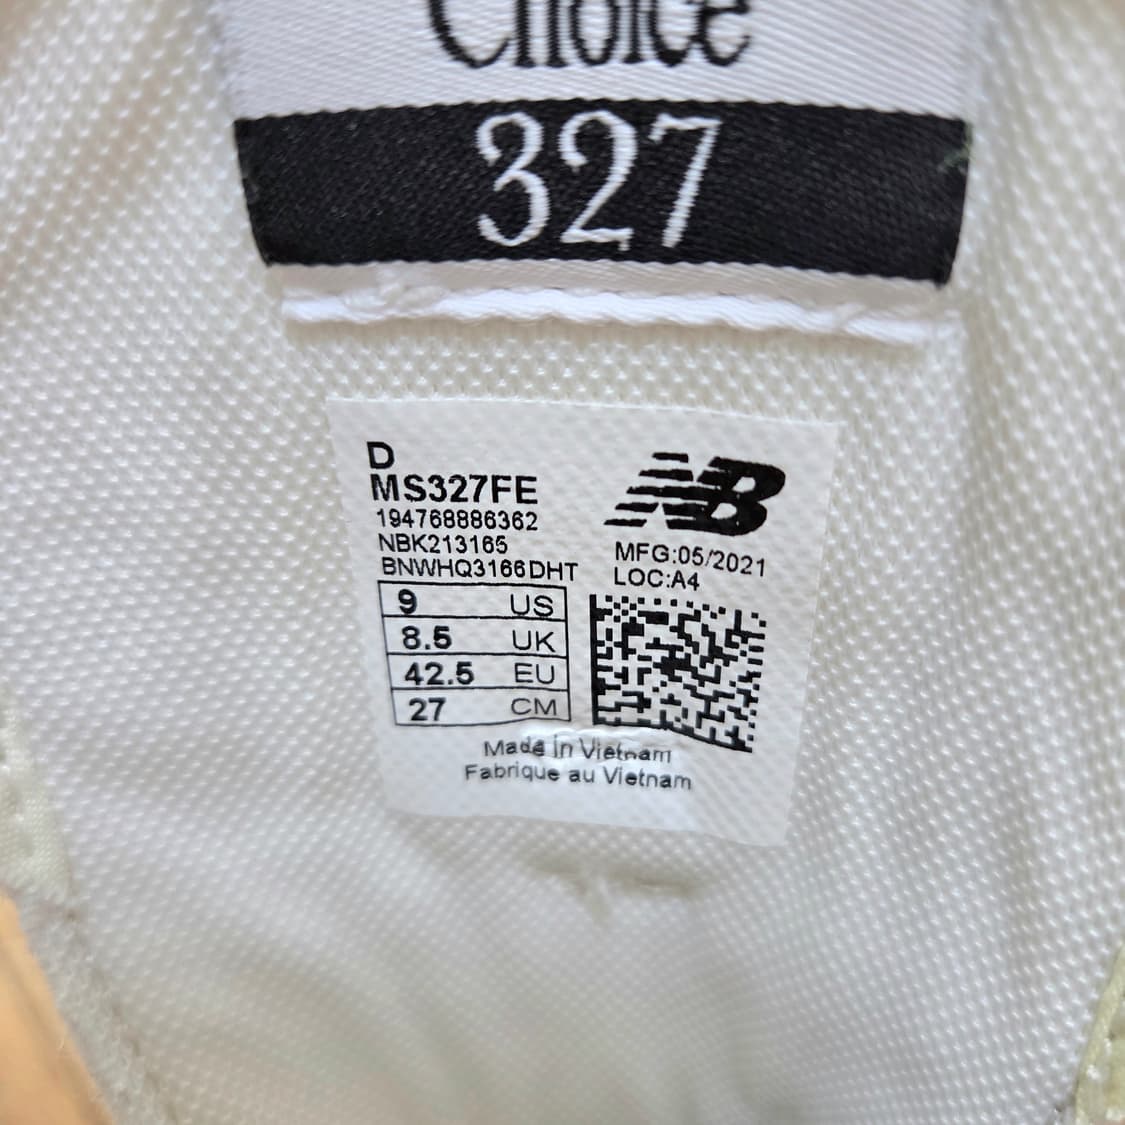 Choice
327
D
MS327FE
194768886362
NBK213165
BNWHQ3166DHT
NB
MFG:05/2021
LOC:A4
9 US
8.5 UK
42.5 EU
27 CM
Made in Vietnam
Fabrique au Vietnam